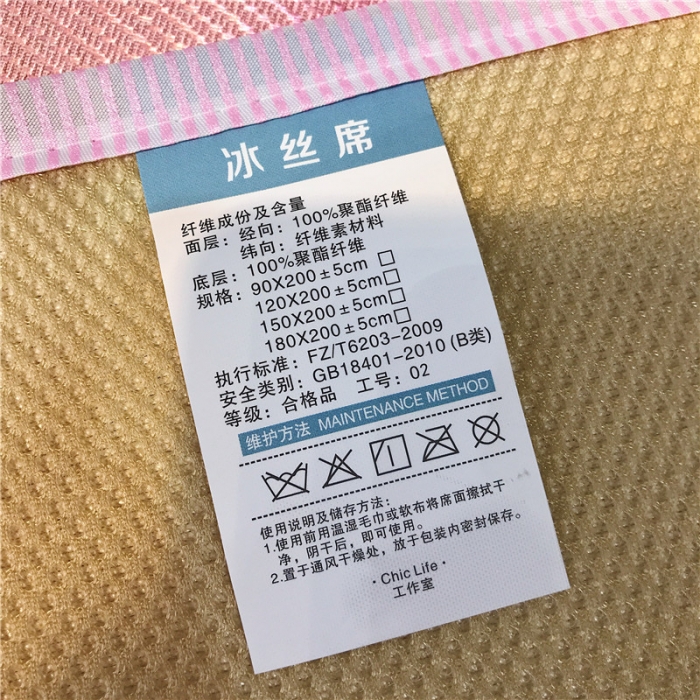 冰丝席
纤维成份及含量
面层：经向：100%聚酯纤维
纬向：纤维素材料
底层：100%聚酯纤维
规格：90X200±5cm□
120X200±5cm□
150X200±5cm□
180X200±5cm□
执行标准：FZ/T6203-2009
安全类别：GB18401-2010 (B类)
等级：合格品 工号：02
维护方法 MAINTENANCE METHOD
使用说明及储存方法：
1.使用前用温湿毛巾或软布将席面擦拭干
净，阴干后，即可使用。
2.置于通风干燥处，放于包装内密封保存。
·Chic Life·
工作室